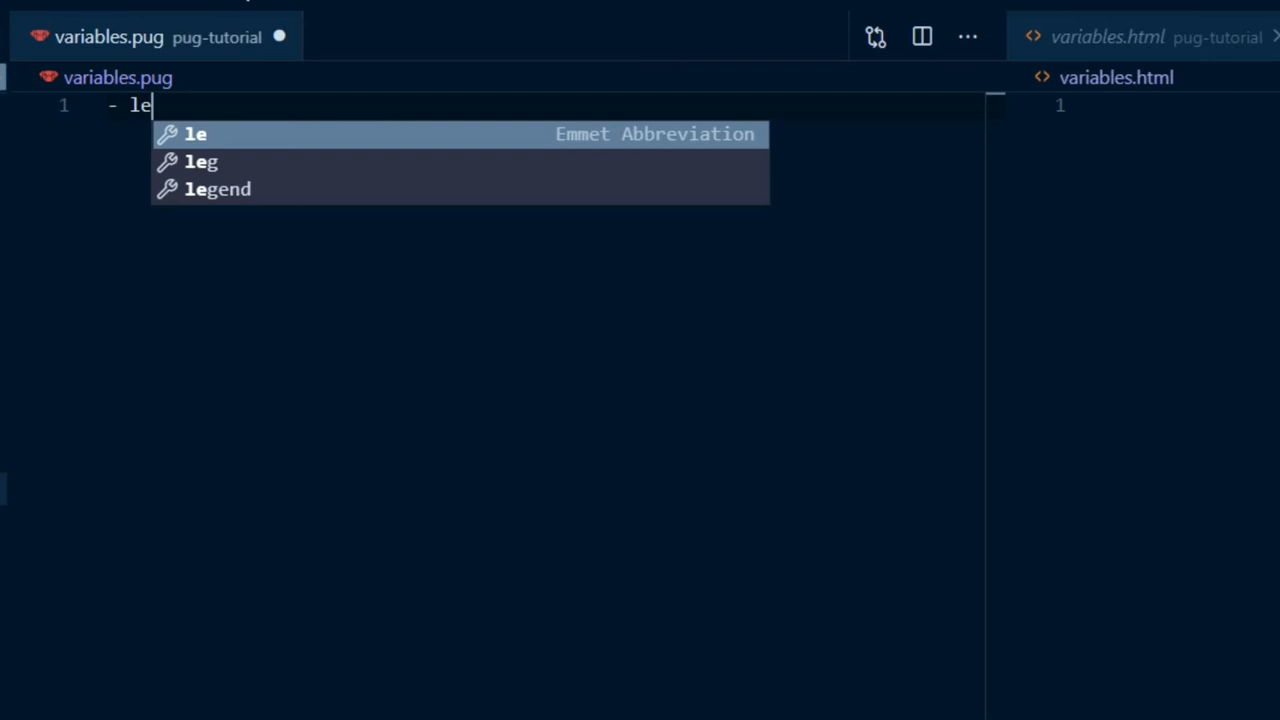 variables.pug pug-tutorial
variables.html pug-tutorial
variables.pug
variables.html
1 - le
1
le Emmet Abbreviation
leg
legend